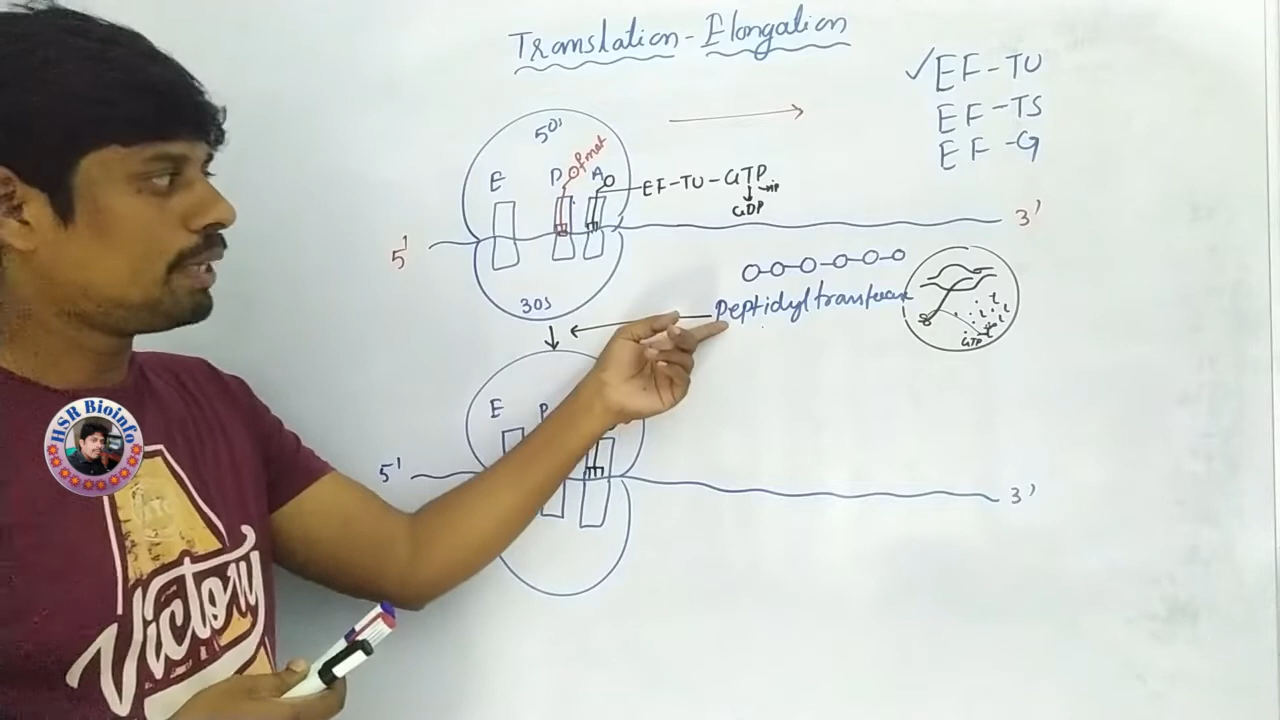 Translation - Elongation
EF-TU
EF-TS
EF-G
50s
E P fmet A
EF-TU-GTP
GDP
5' 3'
30s
Peptidyl
GTP
E P
5' 3'
HSR Bioinfo
Victory